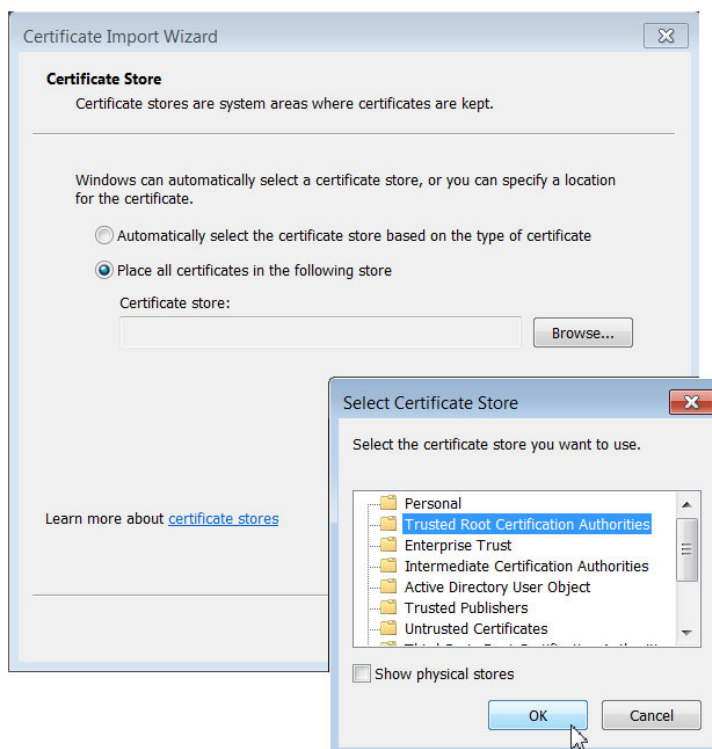 Certificate Import Wizard
Certificate Store
Certificate stores are system areas where certificates are kept.
Windows can automatically select a certificate store, or you can specify a location
for the certificate.
Automatically select the certificate store based on the type of certificate
Place all certificates in the following store
Certificate store:
Browse...
Learn more about certificate stores
Select Certificate Store
Select the certificate store you want to use.
Personal
Trusted Root Certification Authorities
Enterprise Trust
Intermediate Certification Authorities
Active Directory User Object
Trusted Publishers
Untrusted Certificates
Show physical stores
OK
Cancel